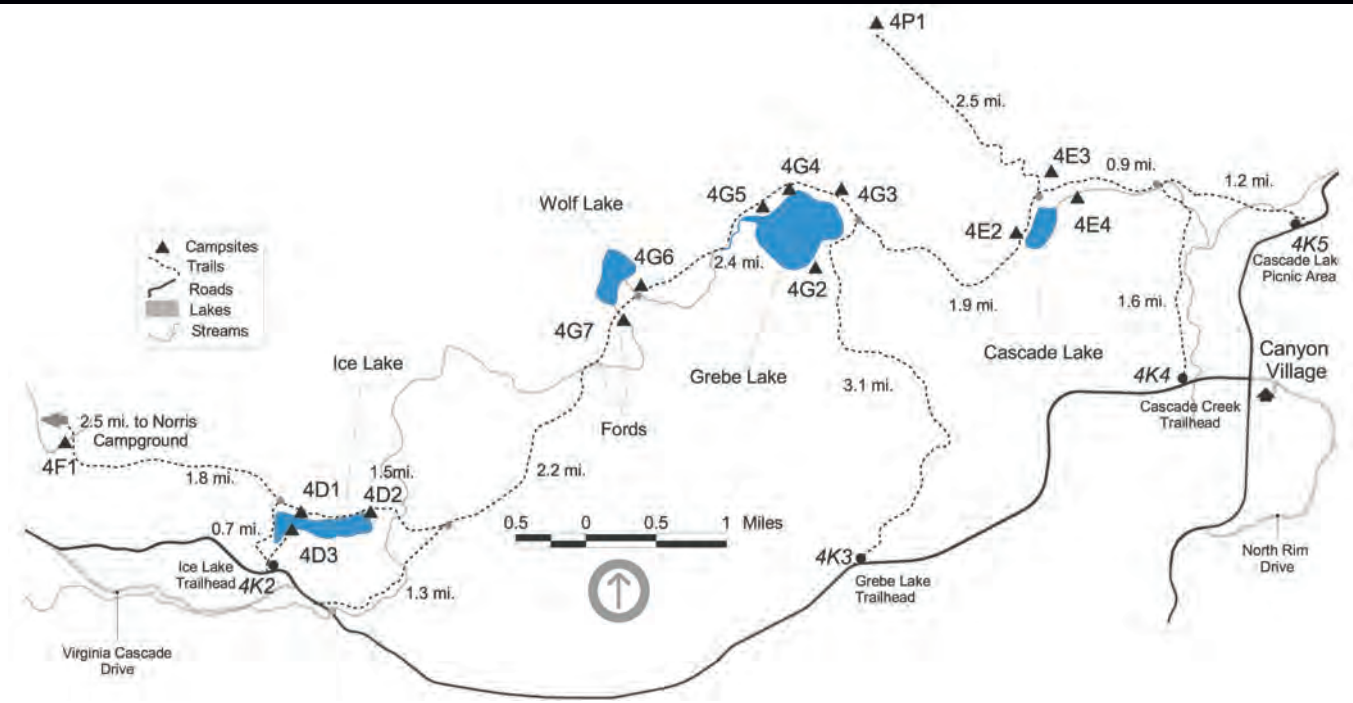 4P1
2.5 mi.
4E3
0.9 mi.
4G4
4G5
4G3
1.2 mi.
Wolf Lake
4E2
4E4
4K5
Cascade Lak
Picnic Area
Campsites
Trails
Roads
Lakes
Streams
4G6
2.4 mi.
4G2
1.9 mi.
1.6 mi.
4G7
Ice Lake
Grebe Lake
Cascade Lake
Canyon
Village
4K4
3.1 mi.
Cascade Creek
Trailhead
2.5 mi. to Norris
Campground
Fords
4F1
1.8 mi.
1.5mi.
2.2 mi.
4D1
4D2
0.5
0
0.5
1
Miles
0.7 mi.
4D3
4K3
Ice Lake
Trailhead
4K2
Grebe Lake
Trailhead
North Rim
Drive
1.3 mi.
Virginia Cascade
Drive